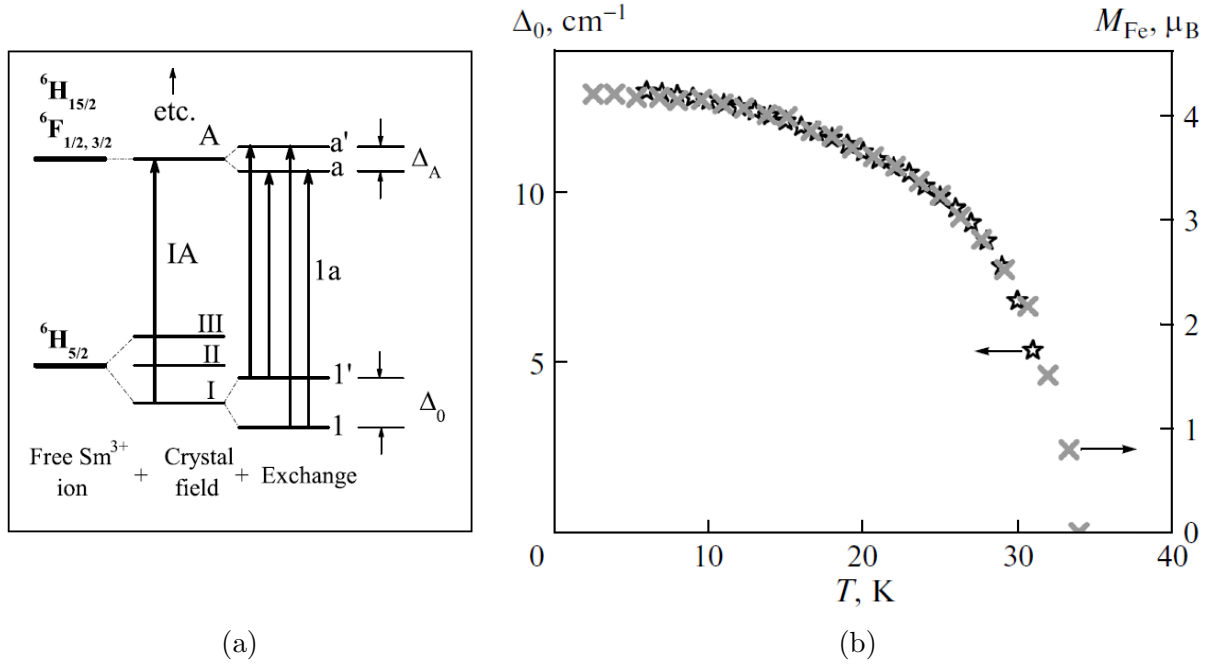 ⁶H₁₅/₂
⁶F₁/₂, ₃/₂
etc.
A
a'
a
Δ_A
IA
1a
⁶H₅/₂
III
II
I
1'
1
Δ₀
Free Sm³⁺ ion + Crystal field + Exchange
(a)
Δ₀, cm⁻¹
M_Fe, μ_B
10
5
0
4
3
2
1
0
0 10 20 30 40
T, K
(b)